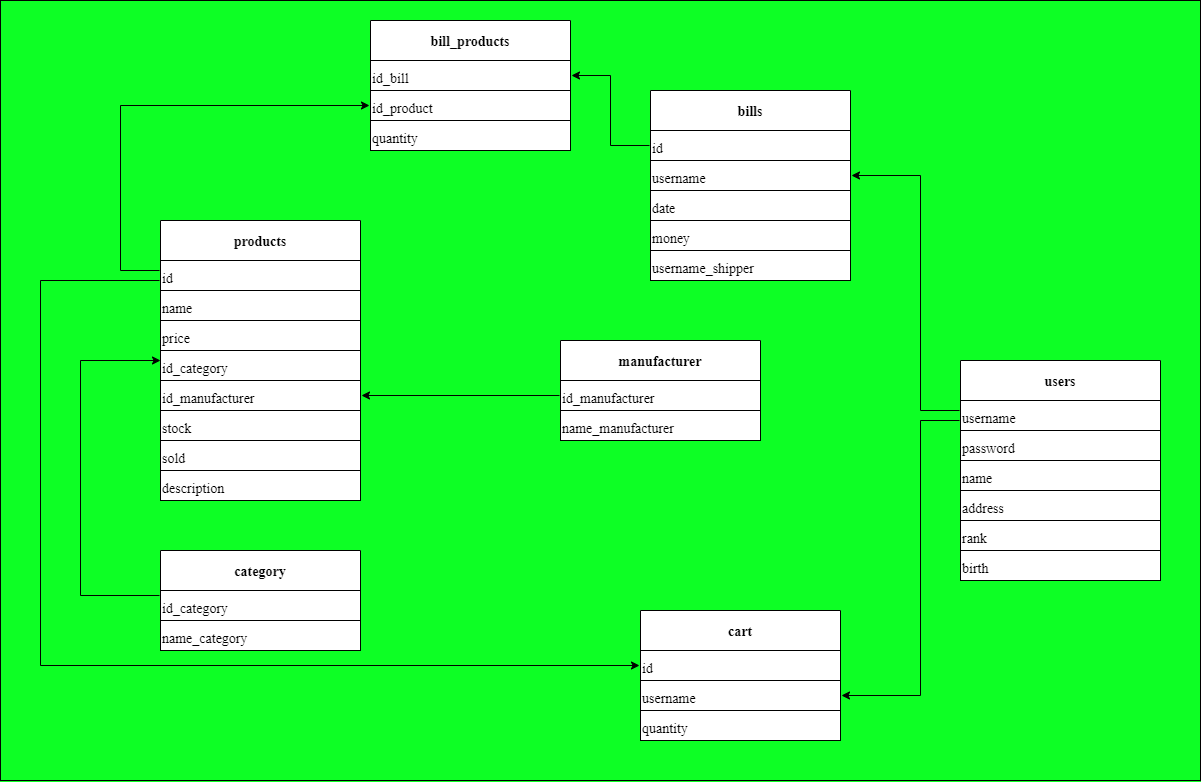 bill_products
id_bill
id_product
quantity
bills
id
username
date
money
username_shipper
products
id
name
price
id_category
id_manufacturer
stock
sold
description
manufacturer
id_manufacturer
name_manufacturer
users
username
password
name
address
rank
birth
category
id_category
name_category
cart
id
username
quantity